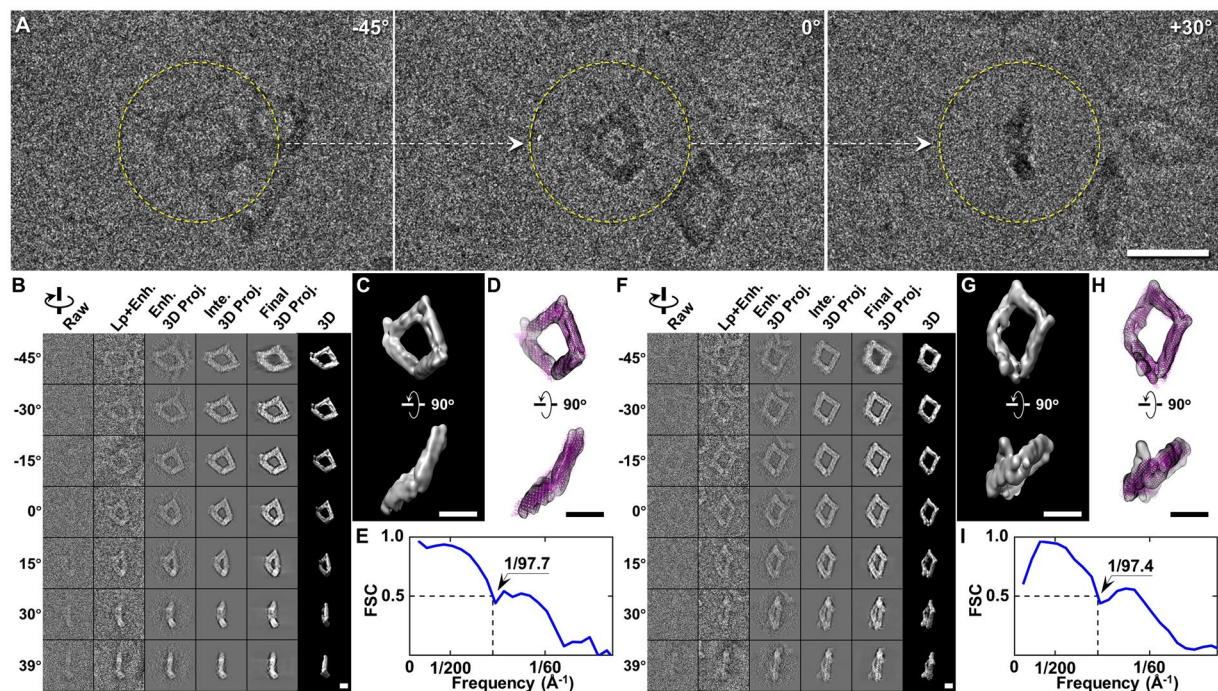 A
-45°
0°
+30°
B
Raw
Lp+Enh.
Enh.
3D Proj.
Inte.
3D Proj.
Final
3D Proj.
3D
-45°
-30°
-15°
0°
15°
30°
39°
C
90°
D
90°
E
1.0
0.5
FSC
1/97.7
0
1/200
1/60
Frequency (Å⁻¹)
F
Raw
Lp+Enh.
Enh.
3D Proj.
Inte.
3D Proj.
Final
3D Proj.
3D
-45°
-30°
-15°
0°
15°
30°
39°
G
90°
H
90°
I
1.0
0.5
FSC
1/97.4
0
1/200
1/60
Frequency (Å⁻¹)